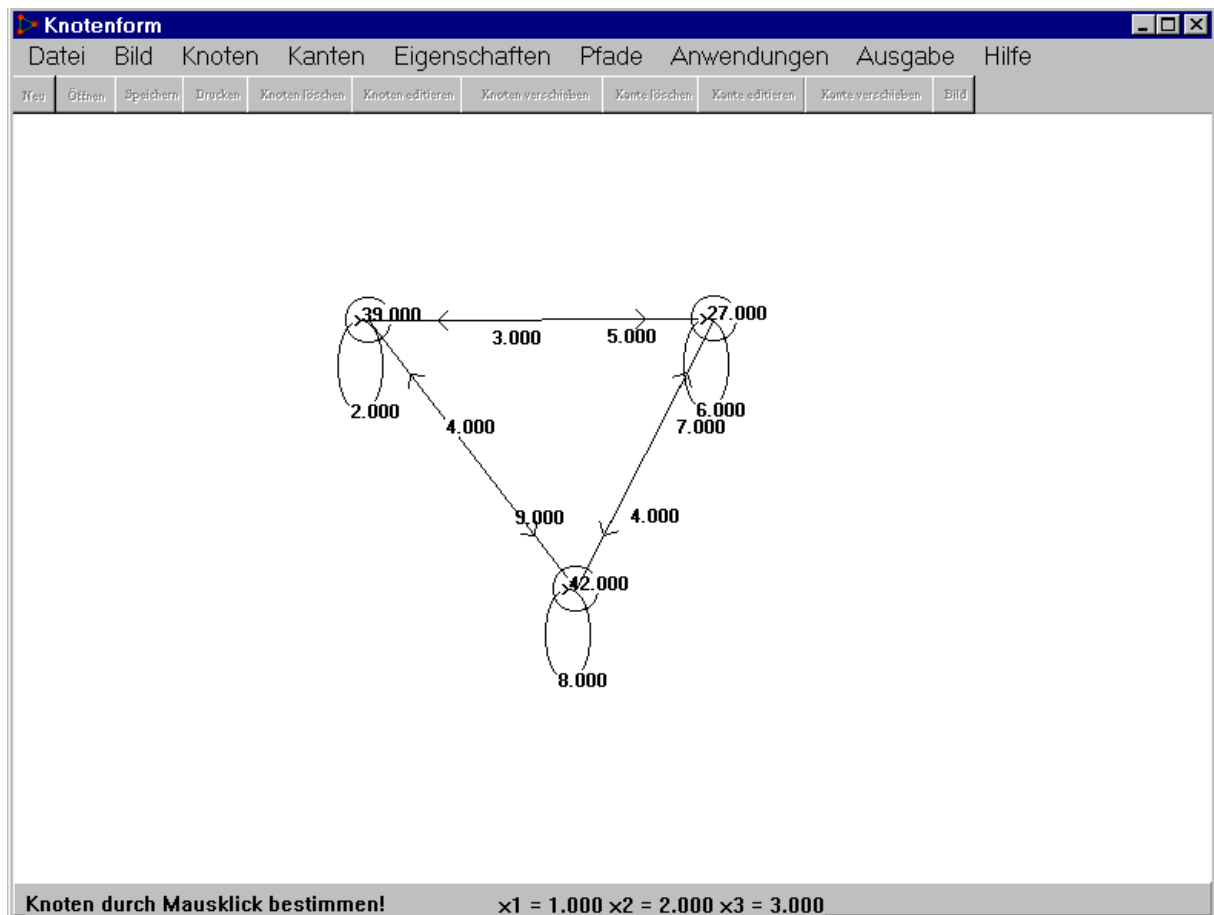 Knotenform
Datei Bild Knoten Kanten Eigenschaften Pfade Anwendungen Ausgabe Hilfe
Neu Öffnen Speichern Drucken Knoten löschen Knoten editieren Knoten verschieben Kante löschen Kante editieren Kante verschieben Bild
39.000 27.000
3.000 5.000
2.000 6.000
4.000 7.000
9.000 4.000
42.000
8.000
Knoten durch Mausklick bestimmen! x1 = 1.000 x2 = 2.000 x3 = 3.000